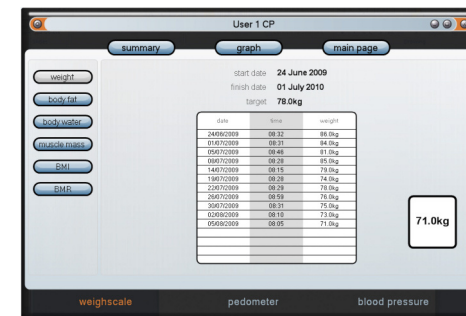 User 1 CP
summary graph main page
start date 24 June 2009
finish date 01 July 2010
target 78.0kg
weight
body fat
body water
muscle mass
BMI
BMR
date time weight
24/06/2009 08:32 86.0kg
01/07/2009 08:31 84.0kg
05/07/2009 08:46 81.0kg
08/07/2009 08:28 85.0kg
14/07/2009 08:15 79.0kg
19/07/2009 08:28 74.0kg
22/07/2009 08:29 78.0kg
26/07/2009 08:59 76.0kg
30/07/2009 08:31 75.0kg
02/08/2009 08:10 73.0kg
05/08/2009 08:05 71.0kg
71.0kg
weighscale pedometer blood pressure